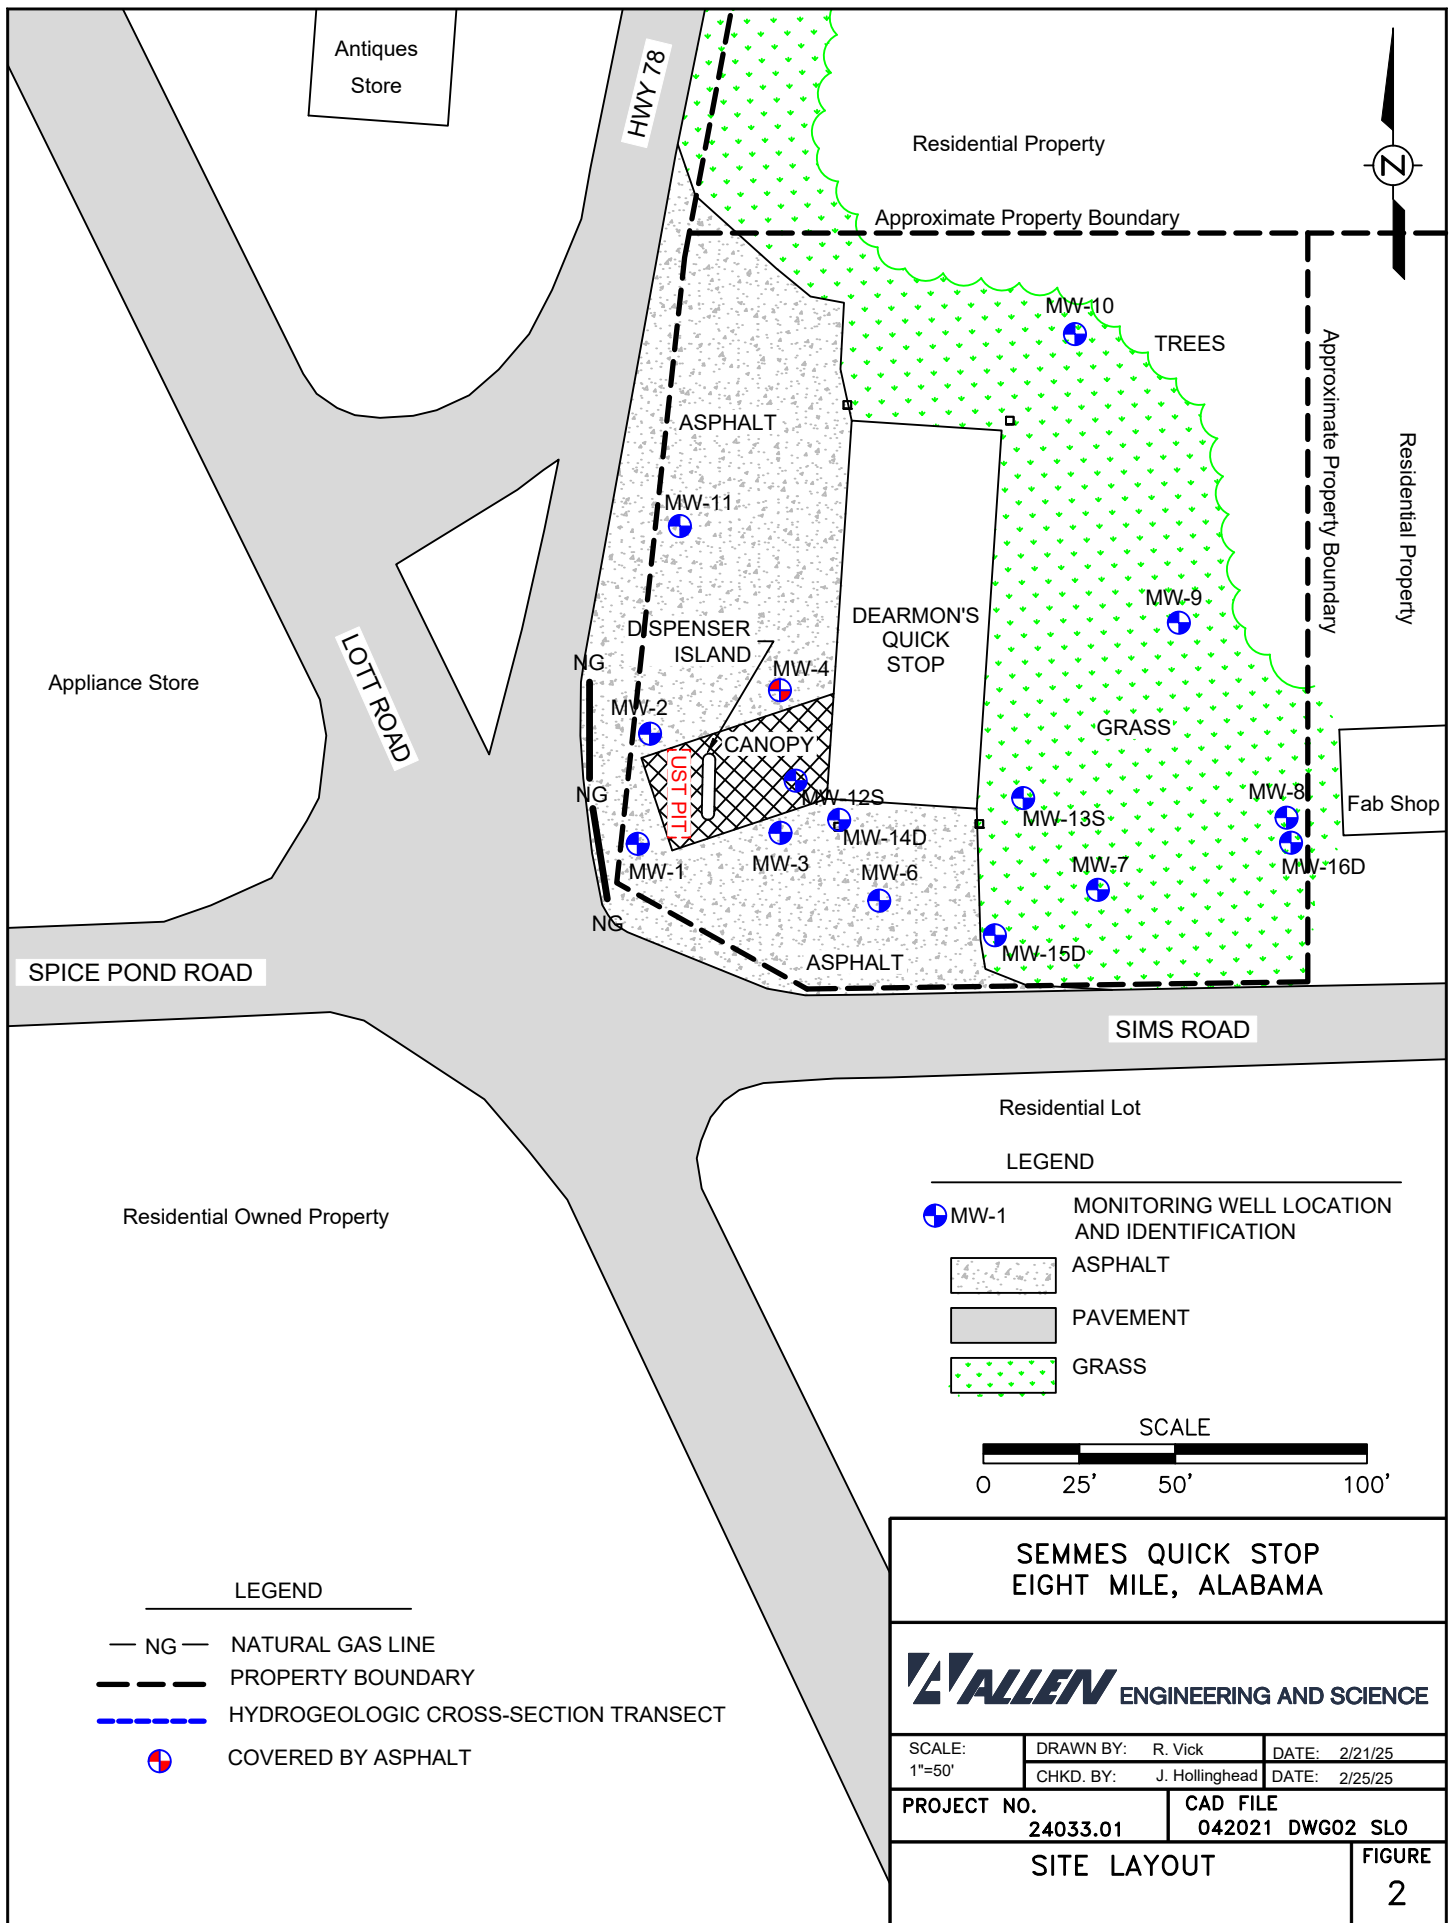 Antiques
Store
HWY 78
Residential Property
Z
Approximate Property Boundary
MW-10
TREES
Approximate Property Boundary
Residential Property
ASPHALT
MW-11
MW-9
DEARMON'S
QUICK
STOP
DISPENSER
ISLAND
NG
MW-4
LOTT ROAD
Appliance Store
MW-2
GRASS
CANOPY
UST PIT
NG
MW-12S
MW-8
Fab Shop
MW-13S
MW-14D
MW-3
MW-1
MW-6
MW-7
MW-16D
NG
MW-15D
ASPHALT
SPICE POND ROAD
SIMS ROAD
Residential Lot
Residential Owned Property
LEGEND
MW-1 MONITORING WELL LOCATION
AND IDENTIFICATION
ASPHALT
PAVEMENT
GRASS
SCALE
0 25' 50' 100'
LEGEND
NG NATURAL GAS LINE
PROPERTY BOUNDARY
HYDROGEOLOGIC CROSS-SECTION TRANSECT
COVERED BY ASPHALT
SEMMES QUICK STOP
EIGHT MILE, ALABAMA
ALLEN ENGINEERING AND SCIENCE
SCALE:
1"=50'
DRAWN BY: R. Vick DATE: 2/21/25
CHKD. BY: J. Hollinghead DATE: 2/25/25
PROJECT NO.
24033.01
CAD FILE
042021 DWG02 SLO
SITE LAYOUT
FIGURE
2